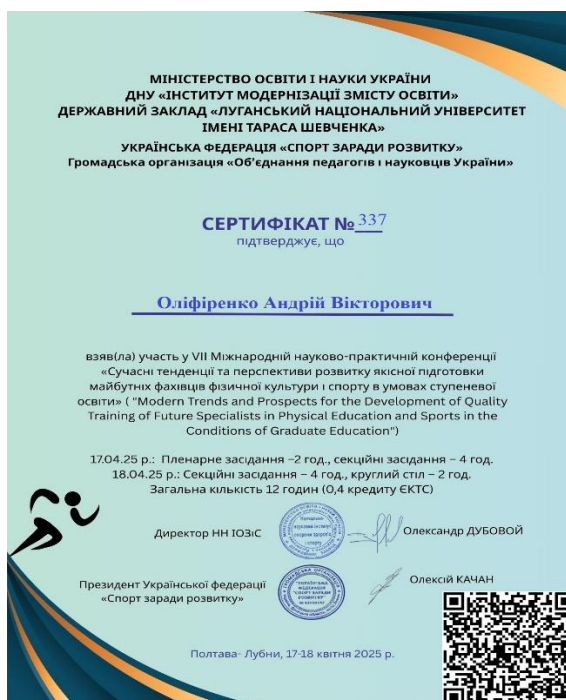 МІНІСТЕРСТВО ОСВІТИ І НАУКИ УКРАЇНИ
ДНУ «ІНСТИТУТ МОДЕРНІЗАЦІЇ ЗМІСТУ ОСВІТИ»
ДЕРЖАВНИЙ ЗАКЛАД «ЛУГАНСЬКИЙ НАЦІОНАЛЬНИЙ УНІВЕРСИТЕТ
ІМЕНІ ТАРАСА ШЕВЧЕНКА»
УКРАЇНСЬКА ФЕДЕРАЦІЯ «СПОРТ ЗАРАДИ РОЗВИТКУ»
Громадська організація «Об'єднання педагогів і науковців України»
СЕРТИФІКАТ № 337
підтверджує, що
Оліфіренко Андрій Вікторович
взяв(ла) участь у VII Міжнародній науково-практичній конференції
«Сучасні тенденції та перспективи розвитку якісної підготовки
майбутніх фахівців фізичної культури і спорту в умовах ступеневої
освіти» ( "Modern Trends and Prospects for the Development of Quality
Training of Future Specialists in Physical Education and Sports in the
Conditions of Graduate Education")
17.04.25 р.: Пленарне засідання –2 год., секційні засідання – 4 год.
18.04.25 р.: Секційні засідання – 4 год., круглий стіл – 2 год.
Загальна кількість 12 годин (0,4 кредиту ЄКТС)
Директор НН ІОЗіС
Олександр ДУБОВОЙ
Президент Української федерації
«Спорт заради розвитку»
Олексій КАЧАН
Полтава- Лубни, 17-18 квітня 2025 р.